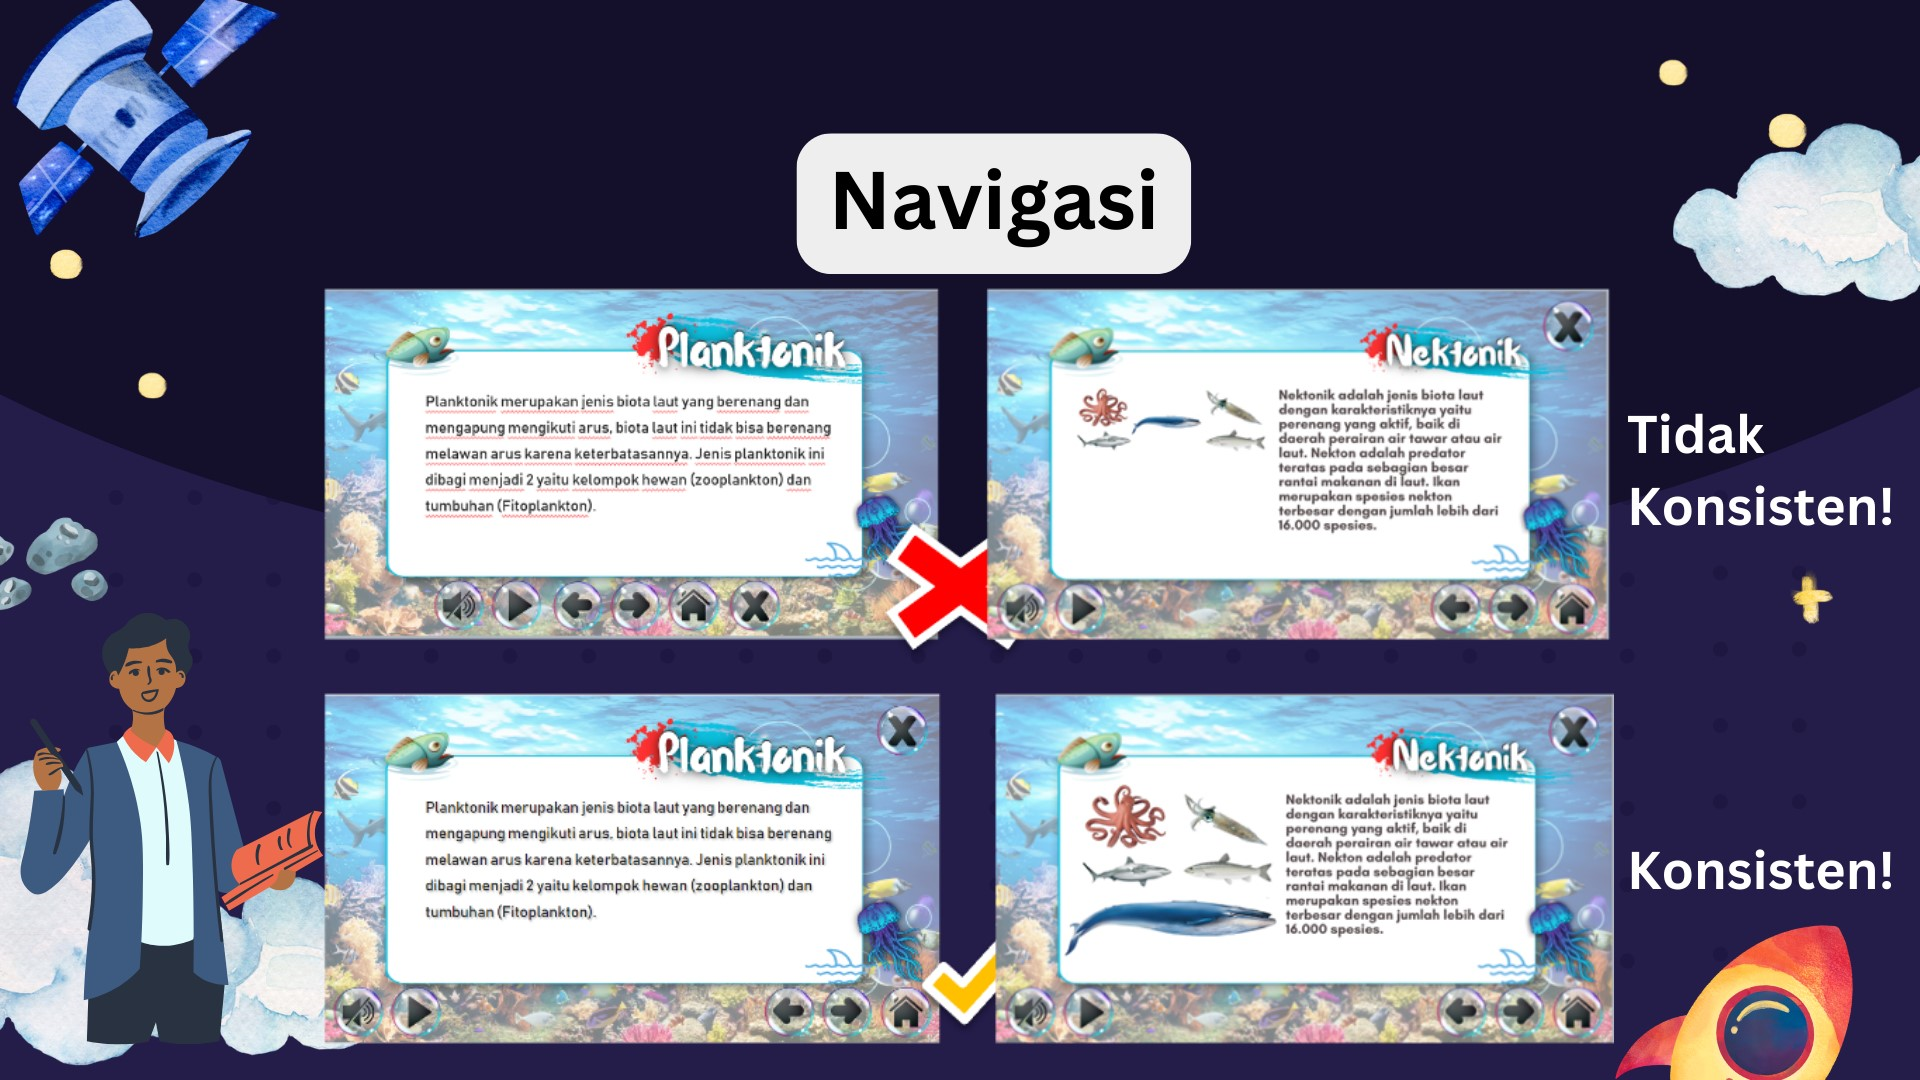 Navigasi
Planktonik
Planktonik merupakan jenis biota laut yang berenang dan
mengapung mengikuti arus, biota laut ini tidak bisa berenang
melawan arus karena keterbatasannya. Jenis planktonik ini
dibagi menjadi 2 yaitu kelompok hewan (zooplankton) dan
tumbuhan (Fitoplankton).
Nektonik
Nektonik adalah jenis biota laut
dengan karakteristiknya yaitu
perenang yang aktif, baik di
daerah perairan air tawar atau air
laut. Nekton adalah predator
teratas pada sebagian besar
rantai makanan di laut. Ikan
merupakan spesies nekton
terbesar dengan jumlah lebih dari
16.000 spesies.
Tidak
Konsisten!
Planktonik
Planktonik merupakan jenis biota laut yang berenang dan
mengapung mengikuti arus, biota laut ini tidak bisa berenang
melawan arus karena keterbatasannya. Jenis planktonik ini
dibagi menjadi 2 yaitu kelompok hewan (zooplankton) dan
tumbuhan (Fitoplankton).
Nektonik
Nektonik adalah jenis biota laut
dengan karakteristiknya yaitu
perenang yang aktif, baik di
daerah perairan air tawar atau air
laut. Nekton adalah predator
teratas pada sebagian besar
rantai makanan di laut. Ikan
merupakan spesies nekton
terbesar dengan jumlah lebih dari
16.000 spesies.
Konsisten!